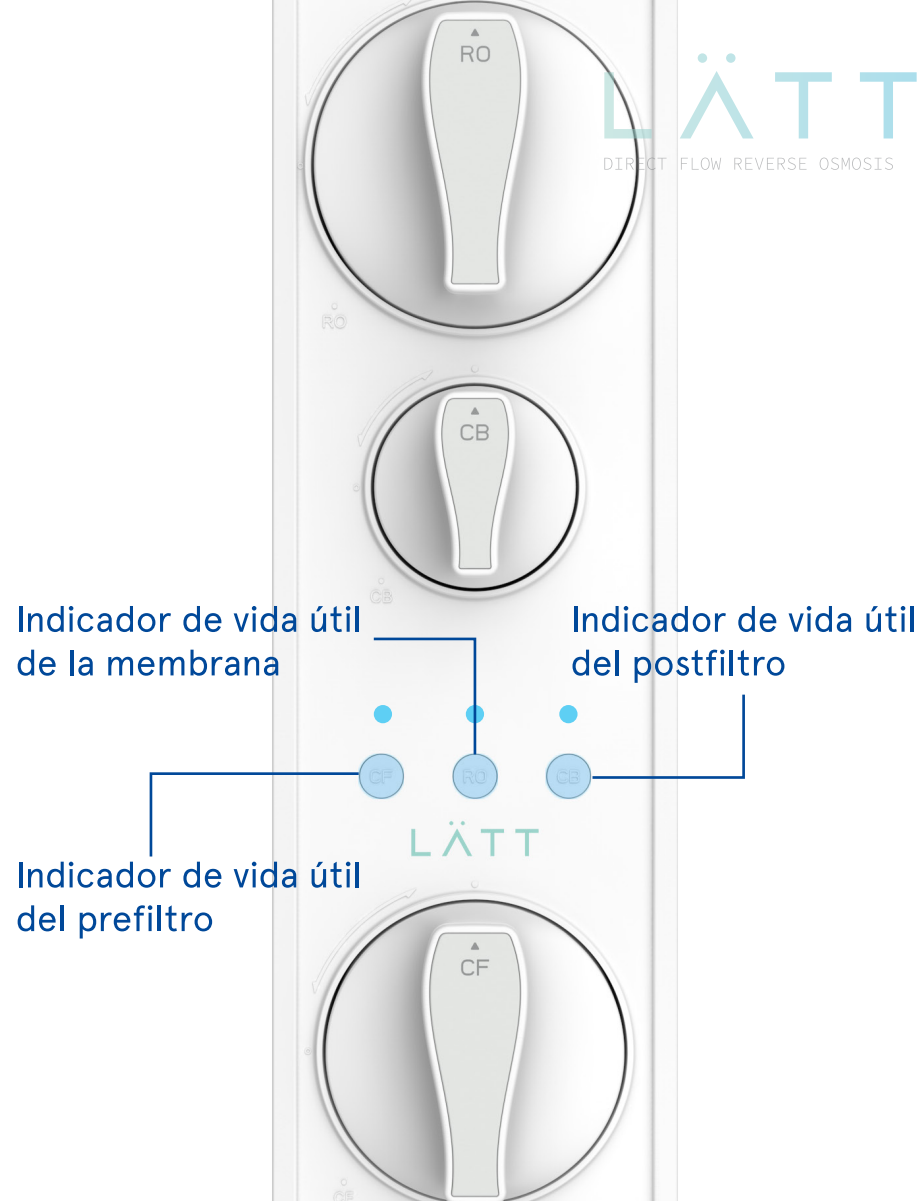 RO
LÄTT
DIRECT FLOW REVERSE OSMOSIS
RO
CB
CB
Indicador de vida útil
de la membrana
Indicador de vida útil
del postfiltro
CF
RO
CB
LÄTT
Indicador de vida útil
del prefiltro
CF
CF